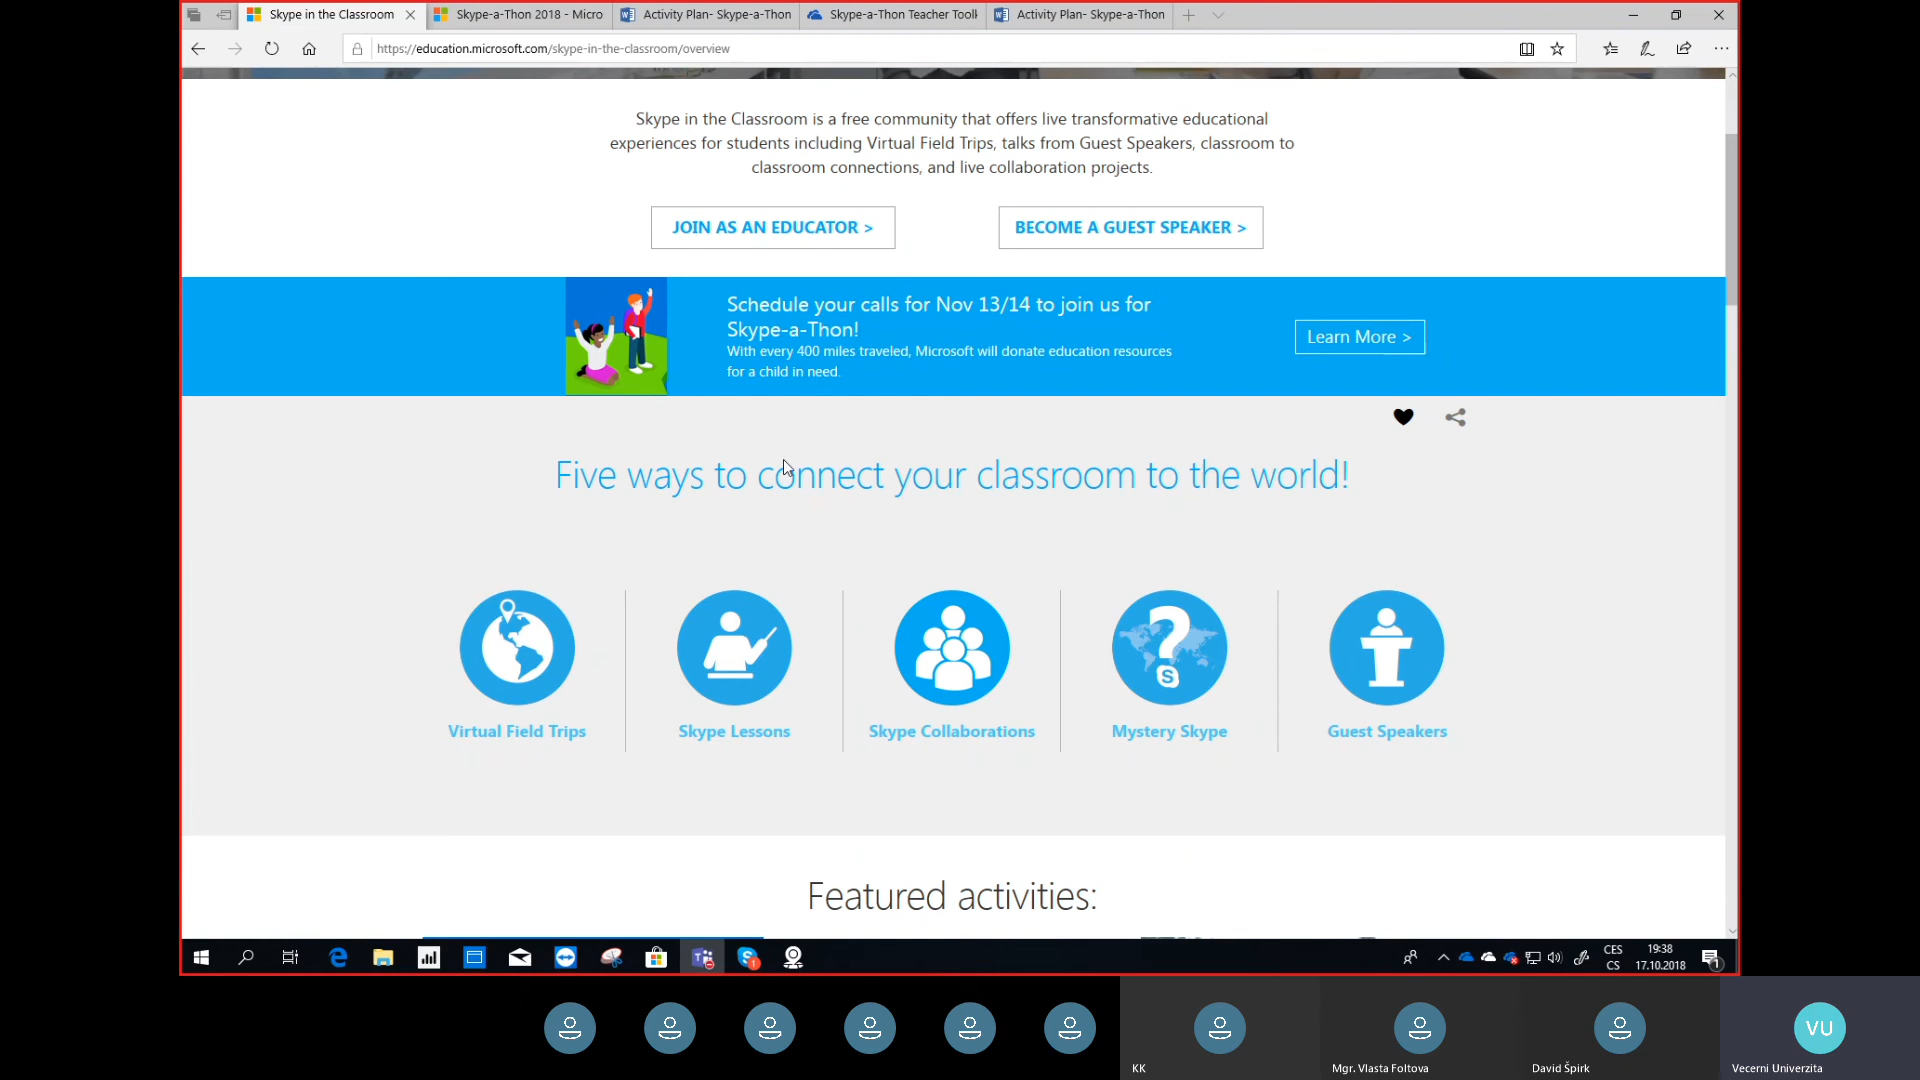 Skype in the Classroom
Skype-a-Thon 2018 - Micro
Activity Plan- Skype-a-Thon
Skype-a-Thon Teacher Toolk
Activity Plan- Skype-a-Thon
https://education.microsoft.com/skype-in-the-classroom/overview
Skype in the Classroom is a free community that offers live transformative educational
experiences for students including Virtual Field Trips, talks from Guest Speakers, classroom to
classroom connections, and live collaboration projects.
JOIN AS AN EDUCATOR >
BECOME A GUEST SPEAKER >
Schedule your calls for Nov 13/14 to join us for
Skype-a-Thon!
With every 400 miles traveled, Microsoft will donate education resources
for a child in need.
Learn More >
Five ways to connect your classroom to the world!
Virtual Field Trips
Skype Lessons
Skype Collaborations
Mystery Skype
Guest Speakers
Featured activities:
CES
CS
19:38
17.10.2018
1
KK
Mgr. Vlasta Foltova
David Špirk
VU
Vecerni Univerzita